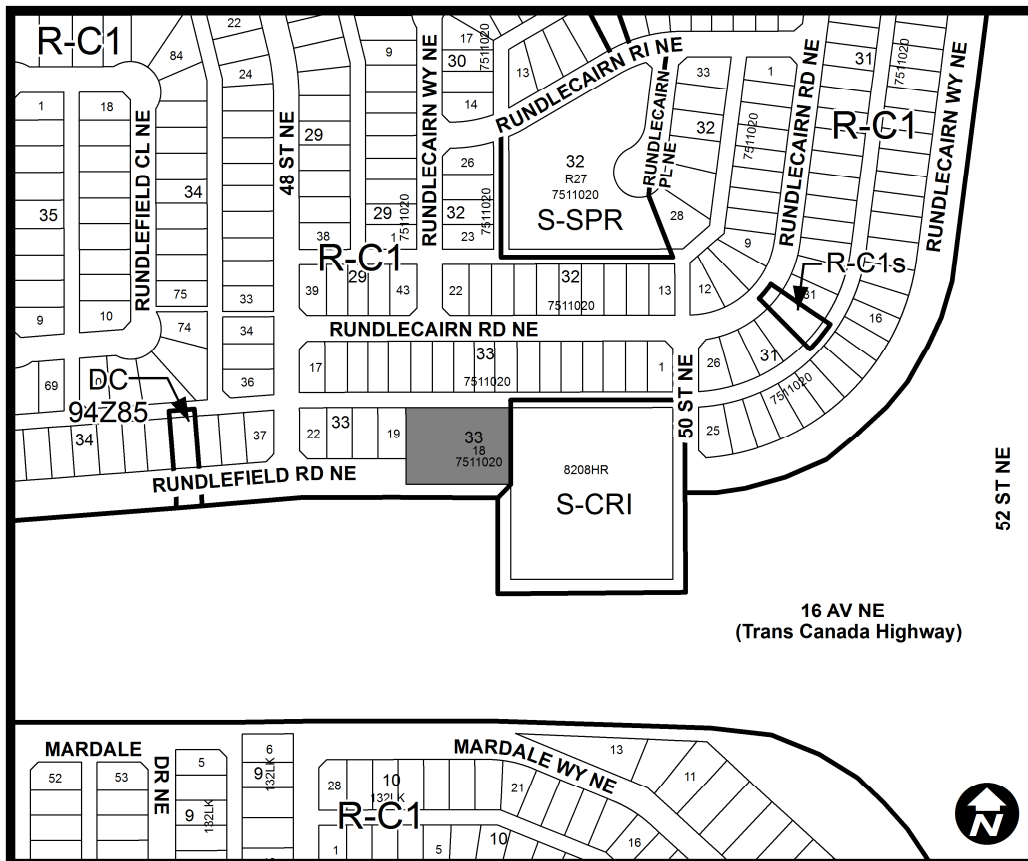 R-C1
84
22
24
9
17
30
7511020
13
14
RUNDLECAIRN RI NE
33
1
31
7511020
1
18
RUNDLEFIELD CL NE
48 ST NE
29
RUNDLECAIRN WY NE
RUNDLECAIRN
PL NE
32
7511020
RUNDLECAIRN RD NE
R-C1
RUNDLECAIRN WY NE
26
32
R27
7511020
S-SPR
34
35
29
7511020
1
32
7511020
23
38
28
9
R-C1
29
39
43
22
32
7511020
13
12
R-C1s
31
16
75
33
9
10
74
34
RUNDLECAIRN RD NE
17
33
7511020
1
50 ST NE
26
31
7511020
36
69
DC
94Z85
34
37
22
33
19
33
18
7511020
25
RUNDLEFIELD RD NE
8208HR
S-CRI
52 ST NE
16 AV NE
(Trans Canada Highway)
MARDALE
DR NE
52
53
5
9
132LK
6
9
132LK
28
10
132LK
R-C1
1
5
10
MARDALE WY NE
21
13
11
16
N